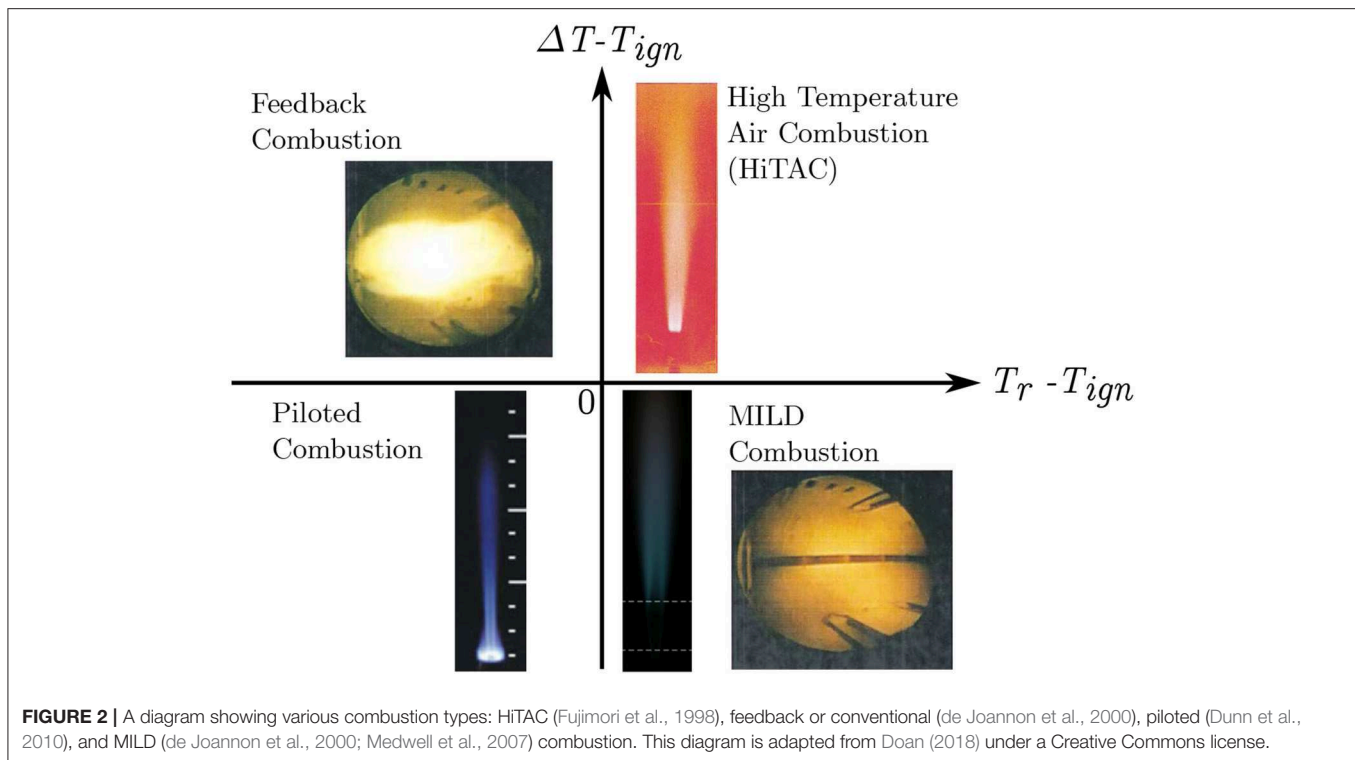 ΔT-Tign
Feedback
Combustion
High Temperature
Air Combustion
(HiTAC)
0
Tr -Tign
Piloted
Combustion
MILD
Combustion
FIGURE 2 | A diagram showing various combustion types: HiTAC (Fujimori et al., 1998), feedback or conventional (de Joannon et al., 2000), piloted (Dunn et al.,
2010), and MILD (de Joannon et al., 2000; Medwell et al., 2007) combustion. This diagram is adapted from Doan (2018) under a Creative Commons license.